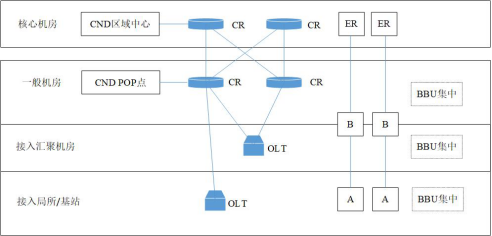 核心机房
CND区域中心
CR
CR
ER
ER
一般机房
CND POP点
CR
CR
BBU集中
B
B
接入汇聚机房
OLT
BBU集中
接入局所/基站
OLT
A
A
BBU集中